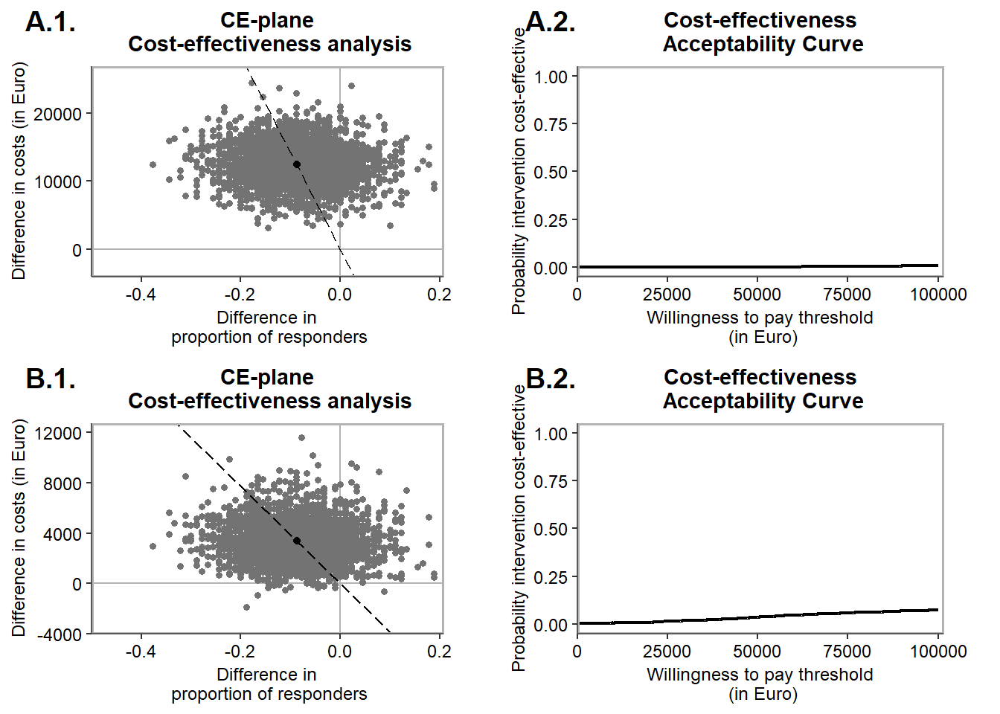 A.1.
CE-plane
Cost-effectiveness analysis
Difference in costs (in Euro)
20000
10000
0
-0.4 -0.2 0.0 0.2
Difference in
proportion of responders
A.2.
Cost-effectiveness
Acceptability Curve
Probability intervention cost-effective
1.00
0.75
0.50
0.25
0.00
0 25000 50000 75000 100000
Willingness to pay threshold
(in Euro)
B.1.
CE-plane
Cost-effectiveness analysis
Difference in costs (in Euro)
12000
8000
4000
0
-4000
-0.4 -0.2 0.0 0.2
Difference in
proportion of responders
B.2.
Cost-effectiveness
Acceptability Curve
Probability intervention cost-effective
1.00
0.75
0.50
0.25
0.00
0 25000 50000 75000 100000
Willingness to pay threshold
(in Euro)